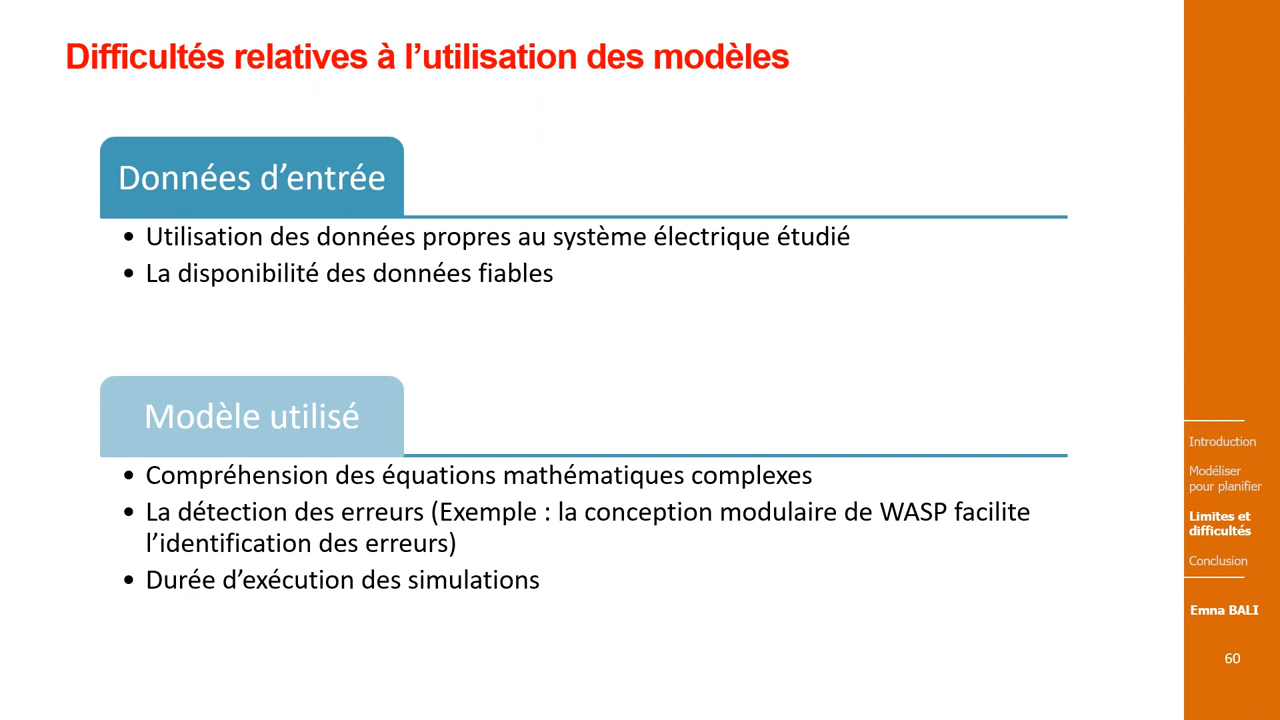 Difficultés relatives à l’utilisation des modèles
Données d’entrée
• Utilisation des données propres au système électrique étudié
• La disponibilité des données fiables
Modèle utilisé
• Compréhension des équations mathématiques complexes
• La détection des erreurs (Exemple : la conception modulaire de WASP facilite
l’identification des erreurs)
• Durée d’exécution des simulations
Introduction
Modéliser
pour planifier
Limites et
difficultés
Conclusion
Emna BALI
60